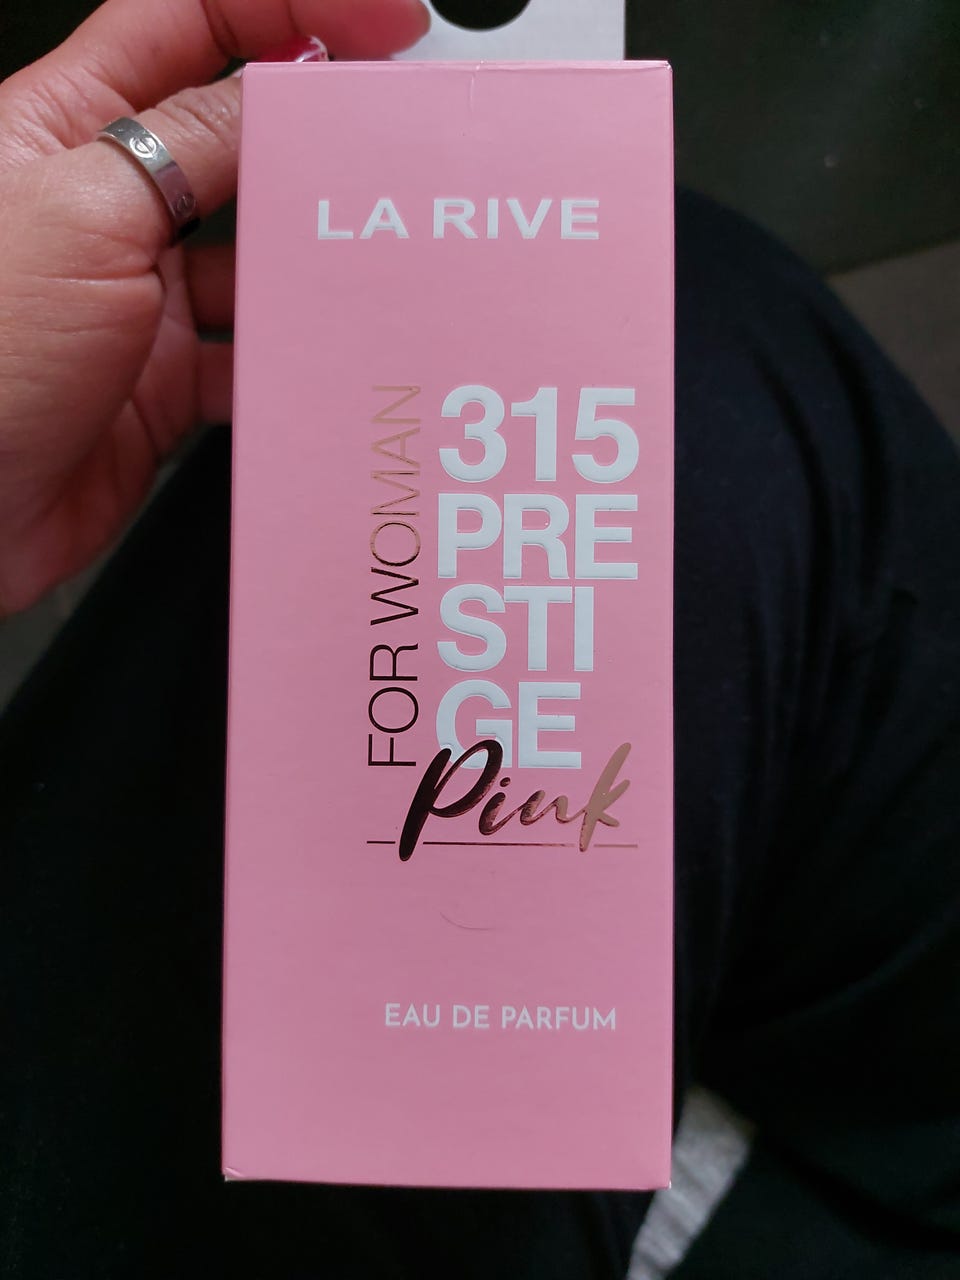 LA RIVE
FOR WOMAN
315
PRE
STI
GE
Pink
EAU DE PARFUM